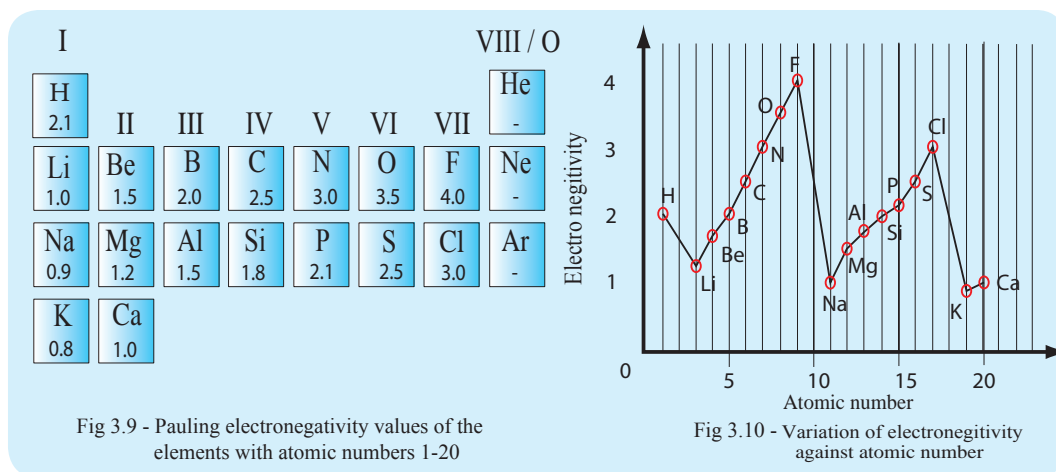 I
VIII / O
H
2.1
He
-
II
III
IV
V
VI
VII
Li
1.0
Be
1.5
B
2.0
C
2.5
N
3.0
O
3.5
F
4.0
Ne
-
Na
0.9
Mg
1.2
Al
1.5
Si
1.8
P
2.1
S
2.5
Cl
3.0
Ar
-
K
0.8
Ca
1.0
Fig 3.9 - Pauling electronegativity values of the
elements with atomic numbers 1-20
Electro negitivity
4
3
2
1
0
5
10
15
20
H
Li
Be
B
C
N
O
F
Na
Mg
Al
Si
P
S
Cl
K
Ca
Atomic number
Fig 3.10 - Variation of electronegitivity
against atomic number